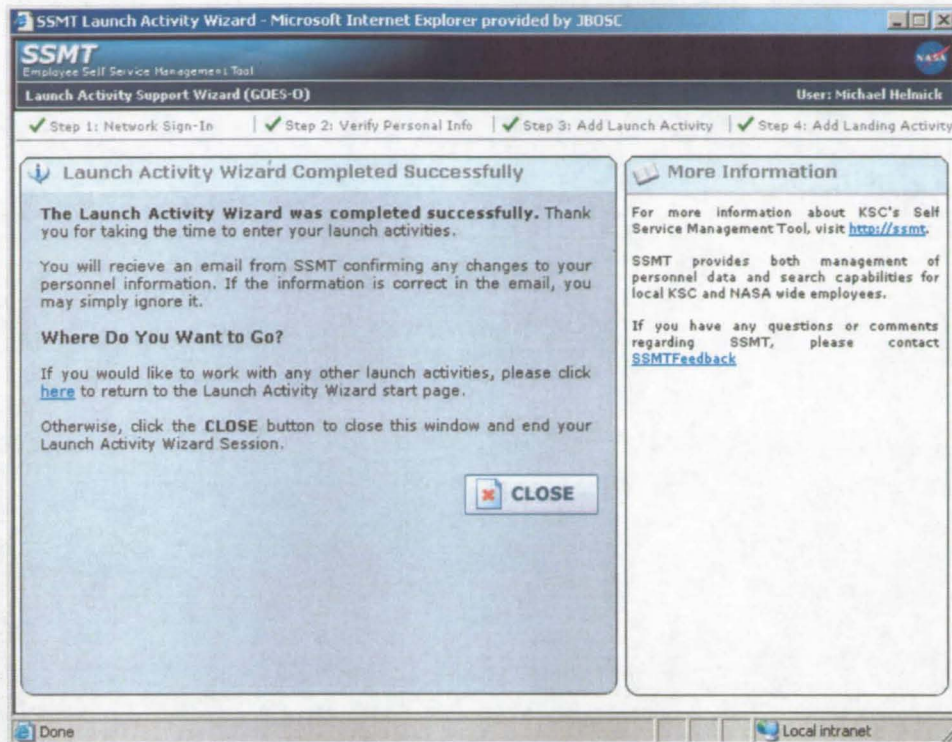 SSMT Launch Activity Wizard - Microsoft Internet Explorer provided by JBOSC
SSMT
Employee Self Service Management Tool
NASA
Launch Activity Support Wizard (GOES-O)
User: Michael Helmick
Step 1: Network Sign-In
Step 2: Verify Personal Info
Step 3: Add Launch Activity
Step 4: Add Landing Activity
Launch Activity Wizard Completed Successfully
The Launch Activity Wizard was completed successfully. Thank
you for taking the time to enter your launch activities.
You will recieve an email from SSMT confirming any changes to your
personnel information. If the information is correct in the email, you
may simply ignore it.
Where Do You Want to Go?
If you would like to work with any other launch activities, please click
here to return to the Launch Activity Wizard start page.
Otherwise, click the CLOSE button to close this window and end your
Launch Activity Wizard Session.
CLOSE
More Information
For more information about KSC's Self
Service Management Tool, visit http://ssmt.
SSMT provides both management of
personnel data and search capabilities for
local KSC and NASA wide employees.
If you have any questions or comments
regarding SSMT, please contact
SSMTFeedback
Done
Local intranet